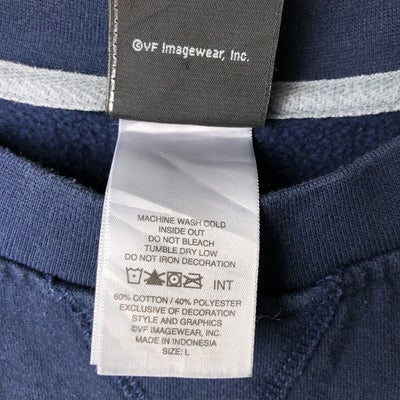 ©VF Imagewear, Inc.
MACHINE WASH COLD
INSIDE OUT
DO NOT BLEACH
TUMBLE DRY LOW
DO NOT IRON DECORATION
INT
60% COTTON / 40% POLYESTER
EXCLUSIVE OF DECORATION
STYLE AND GRAPHICS
©VF IMAGEWEAR, INC.
MADE IN INDONESIA
SIZE: L